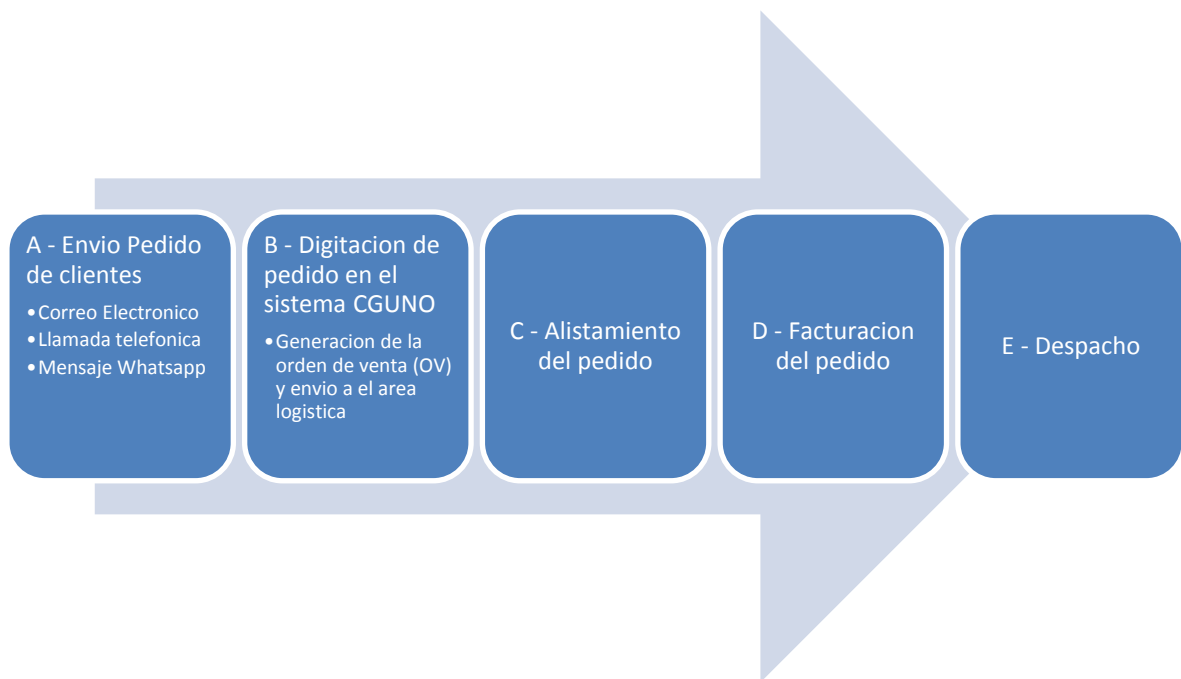 A - Envio Pedido
de clientes
•Correo Electronico
•Llamada telefonica
•Mensaje Whatsapp
B - Digitacion de
pedido en el
sistema CGUNO
•Generacion de la
orden de venta (OV)
y envio a el area
logistica
C - Alistamiento
del pedido
D - Facturacion
del pedido
E - Despacho